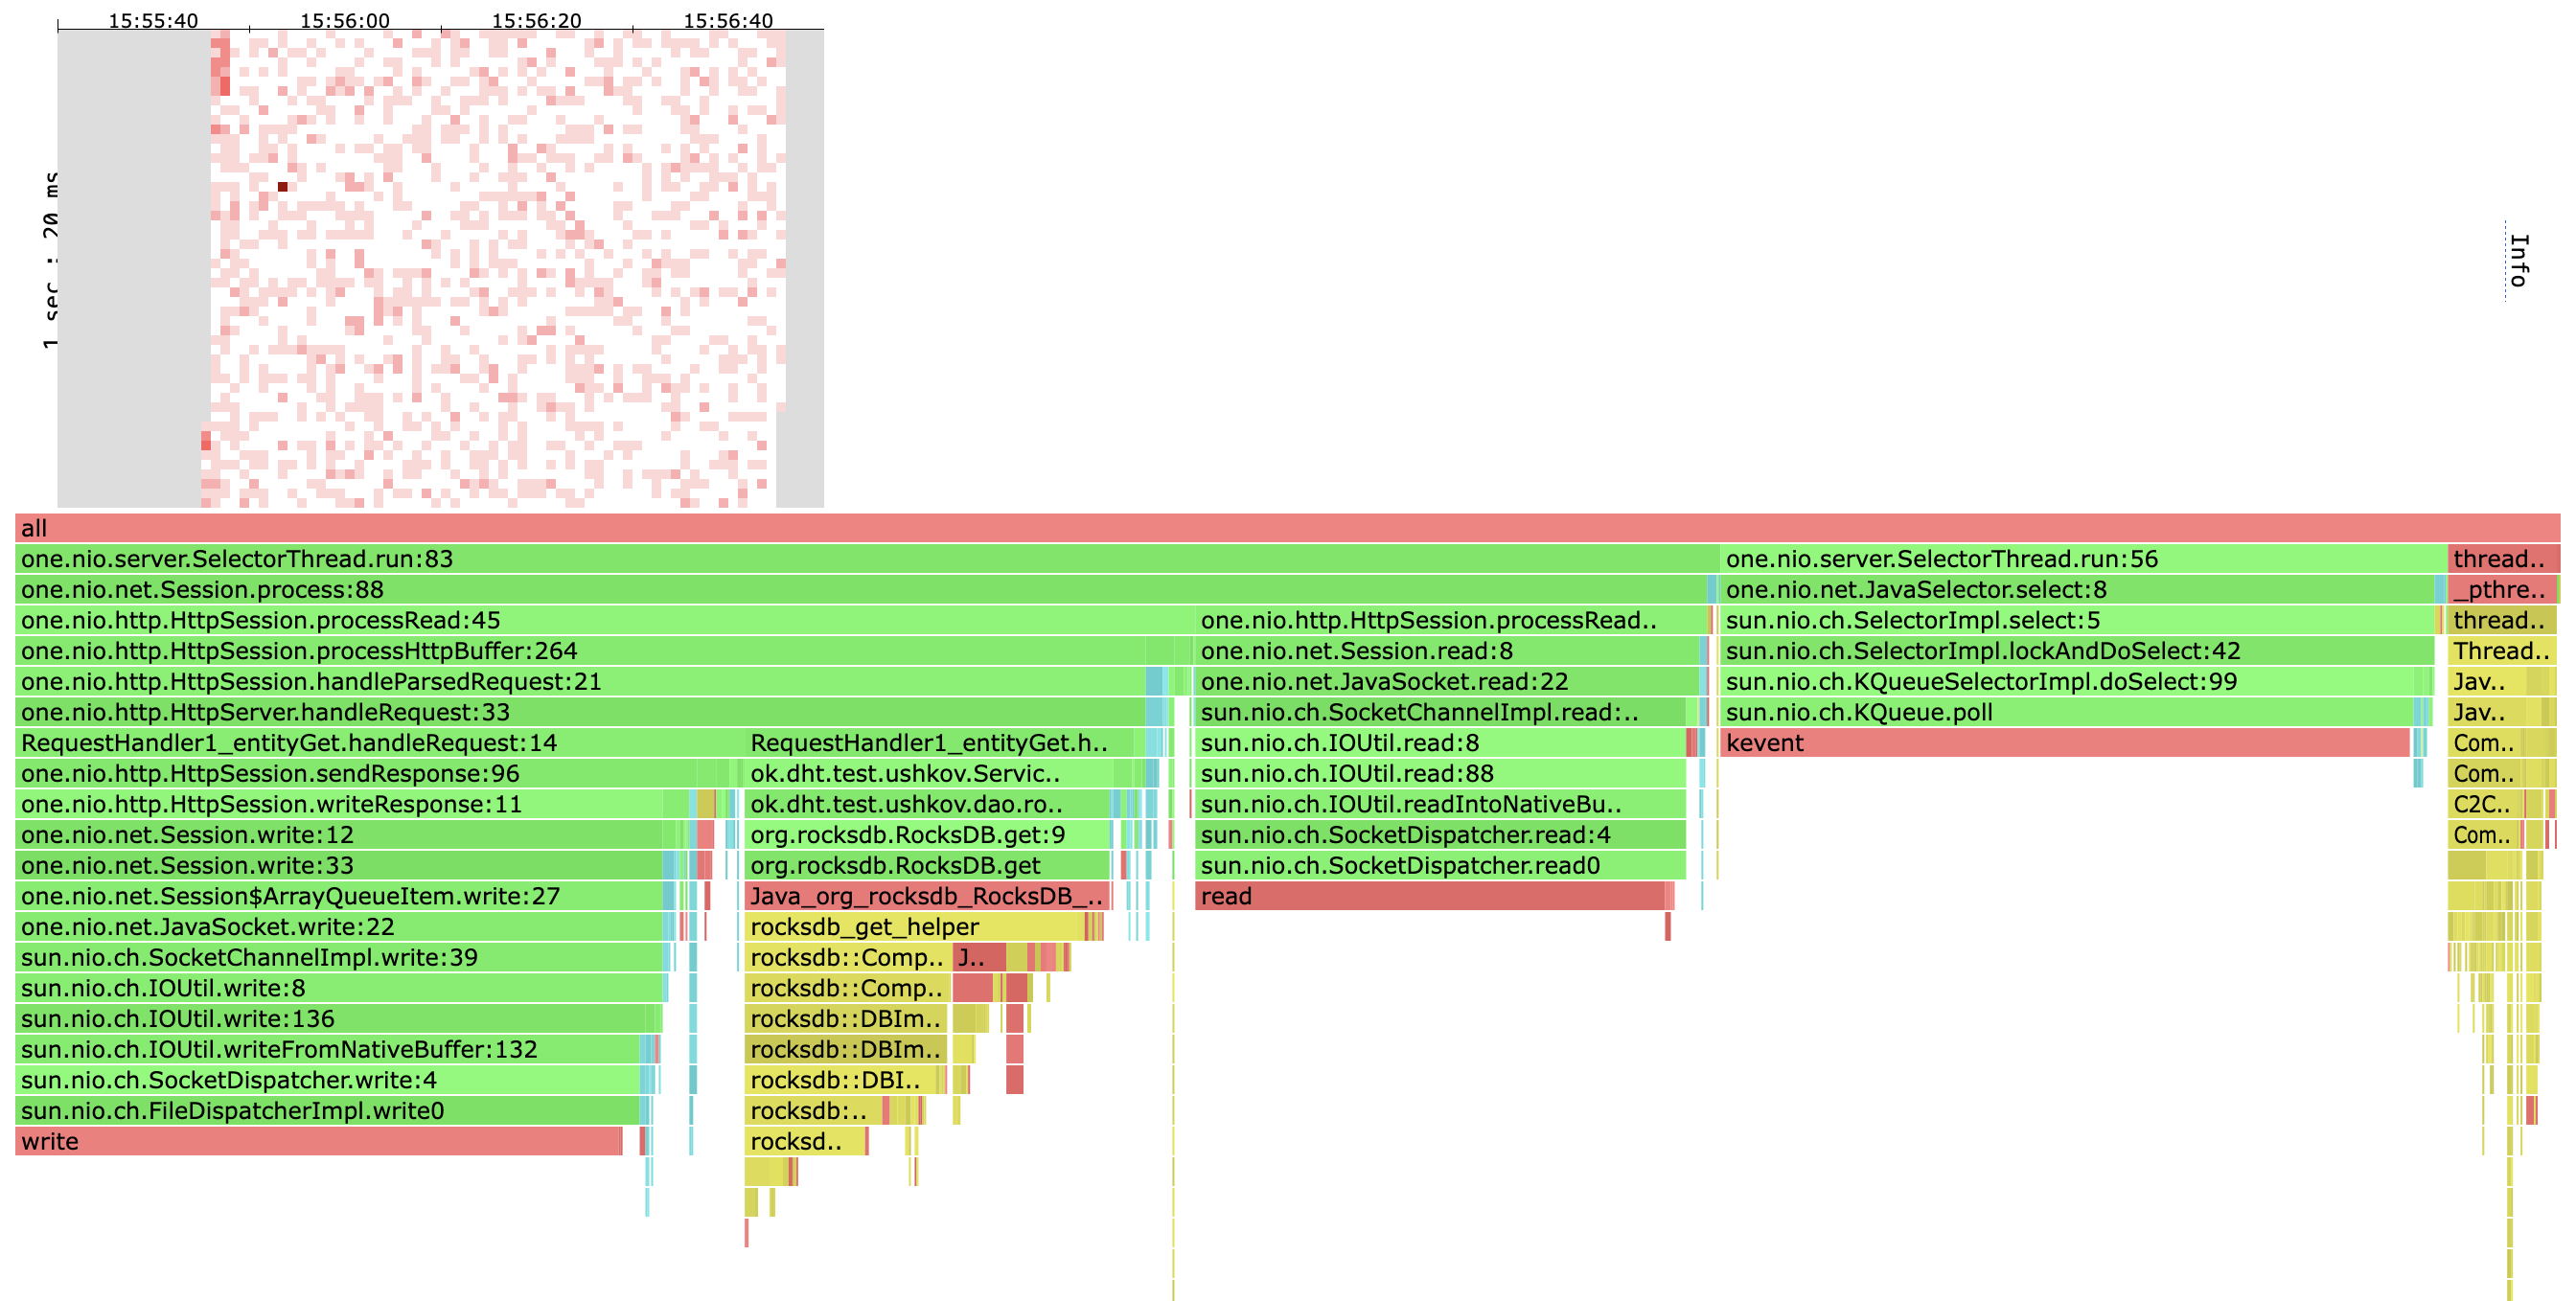 15:55:40 15:56:00 15:56:20 15:56:40
1 sec : 20 ms
Info
all
one.nio.server.SelectorThread.run:83 one.nio.server.SelectorThread.run:56 thread..
one.nio.net.Session.process:88 one.nio.net.JavaSelector.select:8 _pthre..
one.nio.http.HttpSession.processRead:45 one.nio.http.HttpSession.processRead.. sun.nio.ch.SelectorImpl.select:5 thread..
one.nio.http.HttpSession.processHttpBuffer:264 one.nio.net.Session.read:8 sun.nio.ch.SelectorImpl.lockAndDoSelect:42 Thread..
one.nio.http.HttpSession.handleParsedRequest:21 one.nio.net.JavaSocket.read:22 sun.nio.ch.KQueueSelectorImpl.doSelect:99 Jav..
one.nio.http.HttpServer.handleRequest:33 sun.nio.ch.SocketChannelImpl.read:.. sun.nio.ch.KQueue.poll Jav..
RequestHandler1_entityGet.handleRequest:14 RequestHandler1_entityGet.h.. sun.nio.ch.IOUtil.read:8 kevent Com..
one.nio.http.HttpSession.sendResponse:96 ok.dht.test.ushkov.Servic.. sun.nio.ch.IOUtil.read:88 Com..
one.nio.http.HttpSession.writeResponse:11 ok.dht.test.ushkov.dao.ro.. sun.nio.ch.IOUtil.readIntoNativeBu.. C2C..
one.nio.net.Session.write:12 org.rocksdb.RocksDB.get:9 sun.nio.ch.SocketDispatcher.read:4 Com..
one.nio.net.Session.write:33 org.rocksdb.RocksDB.get sun.nio.ch.SocketDispatcher.read0
one.nio.net.Session$ArrayQueueItem.write:27 Java_org_rocksdb_RocksDB_.. read
one.nio.net.JavaSocket.write:22 rocksdb_get_helper
sun.nio.ch.SocketChannelImpl.write:39 rocksdb::Comp.. J..
sun.nio.ch.IOUtil.write:8 rocksdb::Comp..
sun.nio.ch.IOUtil.write:136 rocksdb::DBIm..
sun.nio.ch.IOUtil.writeFromNativeBuffer:132 rocksdb::DBIm..
sun.nio.ch.SocketDispatcher.write:4 rocksdb::DBI..
sun.nio.ch.FileDispatcherImpl.write0 rocksdb:..
write rocksd..